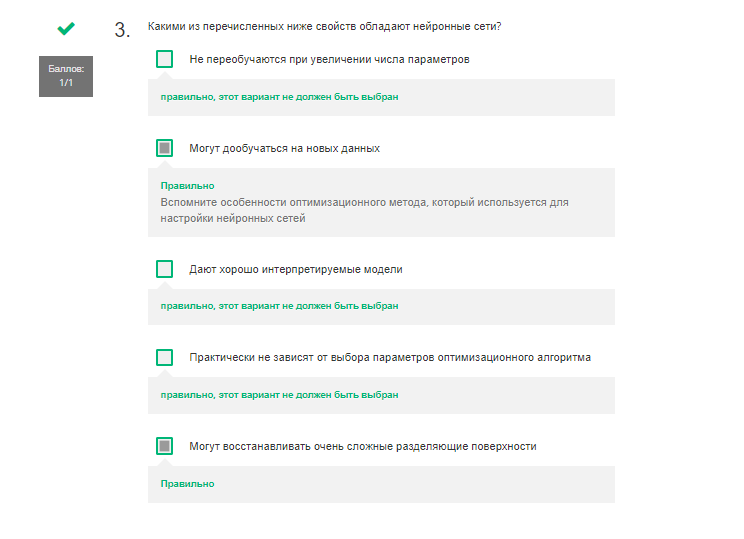 3. Какими из перечисленных ниже свойств обладают нейронные сети?
Баллов:
1/1
Не переобучаются при увеличении числа параметров
правильно, этот вариант не должен быть выбран
Могут дообучаться на новых данных
Правильно
Вспомните особенности оптимизационного метода, который используется для
настройки нейронных сетей
Дают хорошо интерпретируемые модели
правильно, этот вариант не должен быть выбран
Практически не зависят от выбора параметров оптимизационного алгоритма
правильно, этот вариант не должен быть выбран
Могут восстанавливать очень сложные разделяющие поверхности
Правильно